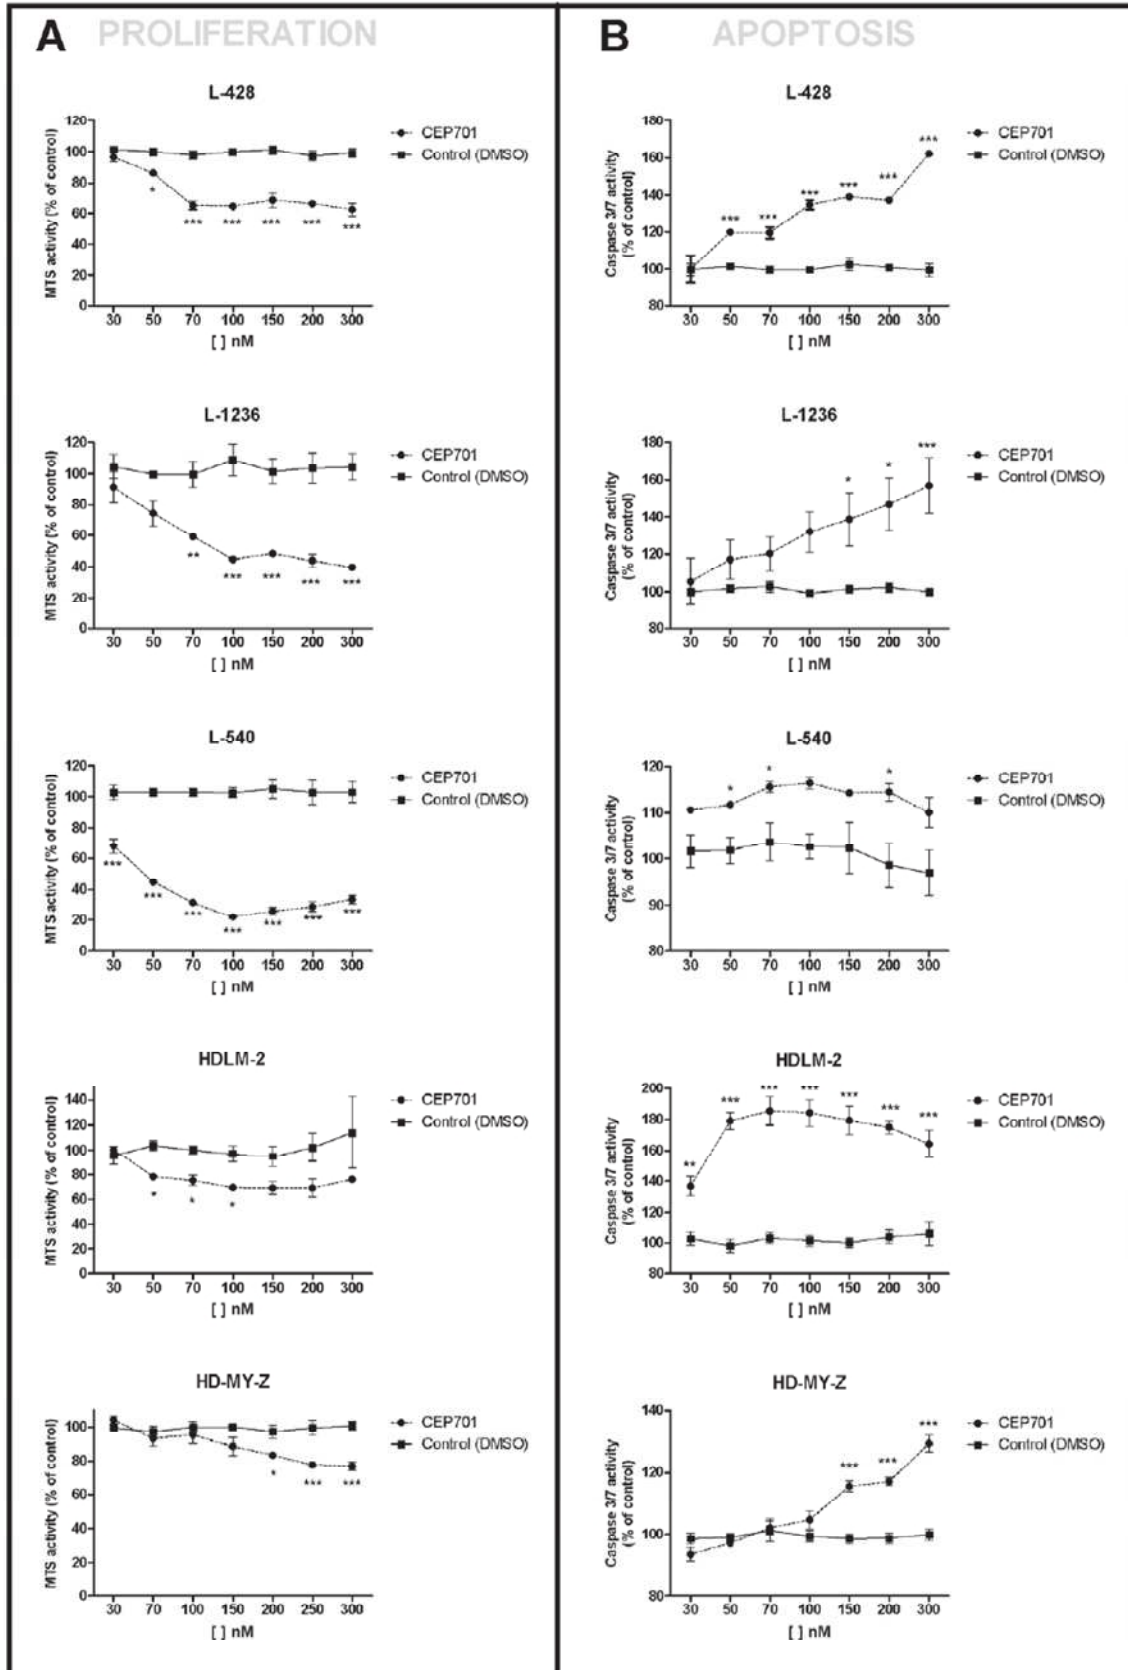 A PROLIFERATION
L-428
MTS activity (% of control)
120
100
80
60
40
20
0
* *** *** *** *** ***
30 50 70 100 150 200 300
[ ] nM
CEP701
Control (DMSO)
L-1236
MTS activity (% of control)
120
100
80
60
40
20
0
** *** *** *** ***
30 50 70 100 150 200 300
[ ] nM
CEP701
Control (DMSO)
L-540
MTS activity (% of control)
120
100
80
60
40
20
0
*** *** *** *** *** *** ***
30 50 70 100 150 200 300
[ ] nM
CEP701
Control (DMSO)
HDLM-2
MTS activity (% of control)
140
120
100
80
60
40
20
0
* * *
30 50 70 100 150 200 300
[ ] nM
CEP701
Control (DMSO)
HD-MY-Z
MTS activity (% of control)
100
80
60
40
20
0
* *** ***
30 70 100 150 200 250 300
[ ] nM
CEP701
Control (DMSO)
B APOPTOSIS
L-428
Caspase 3/7 activity
(% of control)
180
160
140
120
100
80
*** *** *** *** *** ***
30 50 70 100 150 200 300
[ ] nM
CEP701
Control (DMSO)
L-1236
Caspase 3/7 activity
(% of control)
180
160
140
120
100
80
* * ***
30 50 70 100 150 200 300
[ ] nM
CEP701
Control (DMSO)
L-540
Caspase 3/7 activity
(% of control)
120
110
100
90
80
* * *
30 50 70 100 150 200 300
[ ] nM
CEP701
Control (DMSO)
HDLM-2
Caspase 3/7 activity
(% of control)
200
180
160
140
120
100
80
** *** *** *** *** *** ***
30 50 70 100 150 200 300
[ ] nM
CEP701
Control (DMSO)
HD-MY-Z
Caspase 3/7 activity
(% of control)
140
120
100
80
*** *** ***
30 50 70 100 150 200 300
[ ] nM
CEP701
Control (DMSO)